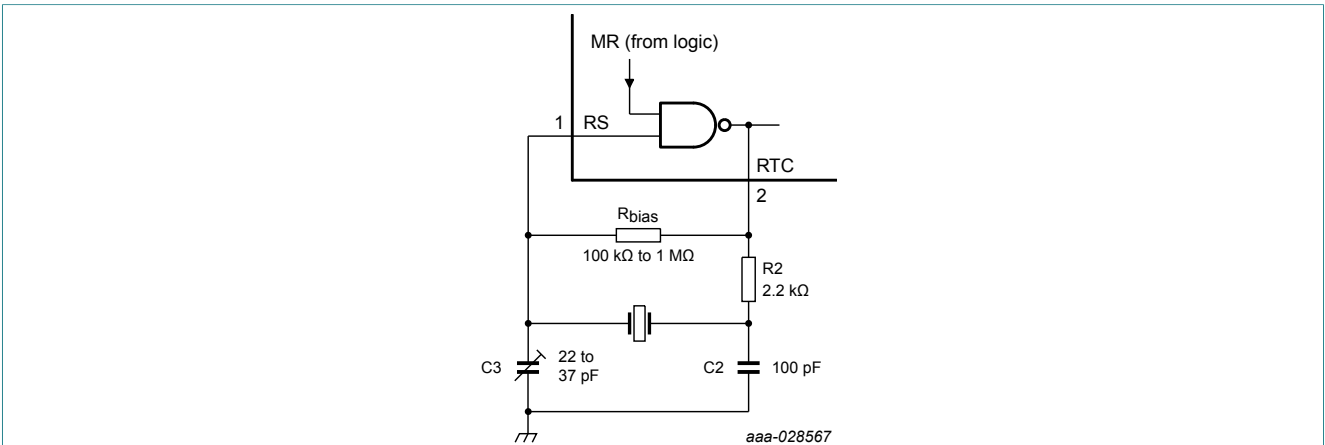 MR (from logic)
1 RS
RTC
2
Rbias
100 kΩ to 1 MΩ
R2
2.2 kΩ
C3
22 to
37 pF
C2
100 pF
aaa-028567